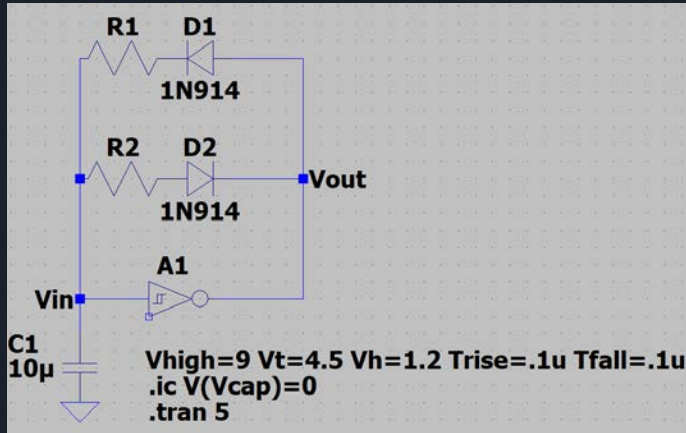 R1 D1
1N914
R2 D2
Vout
1N914
A1
Vin
C1
10µ
Vhigh=9 Vt=4.5 Vh=1.2 Trise=.1u Tfall=.1u
.ic V(Vcap)=0
.tran 5